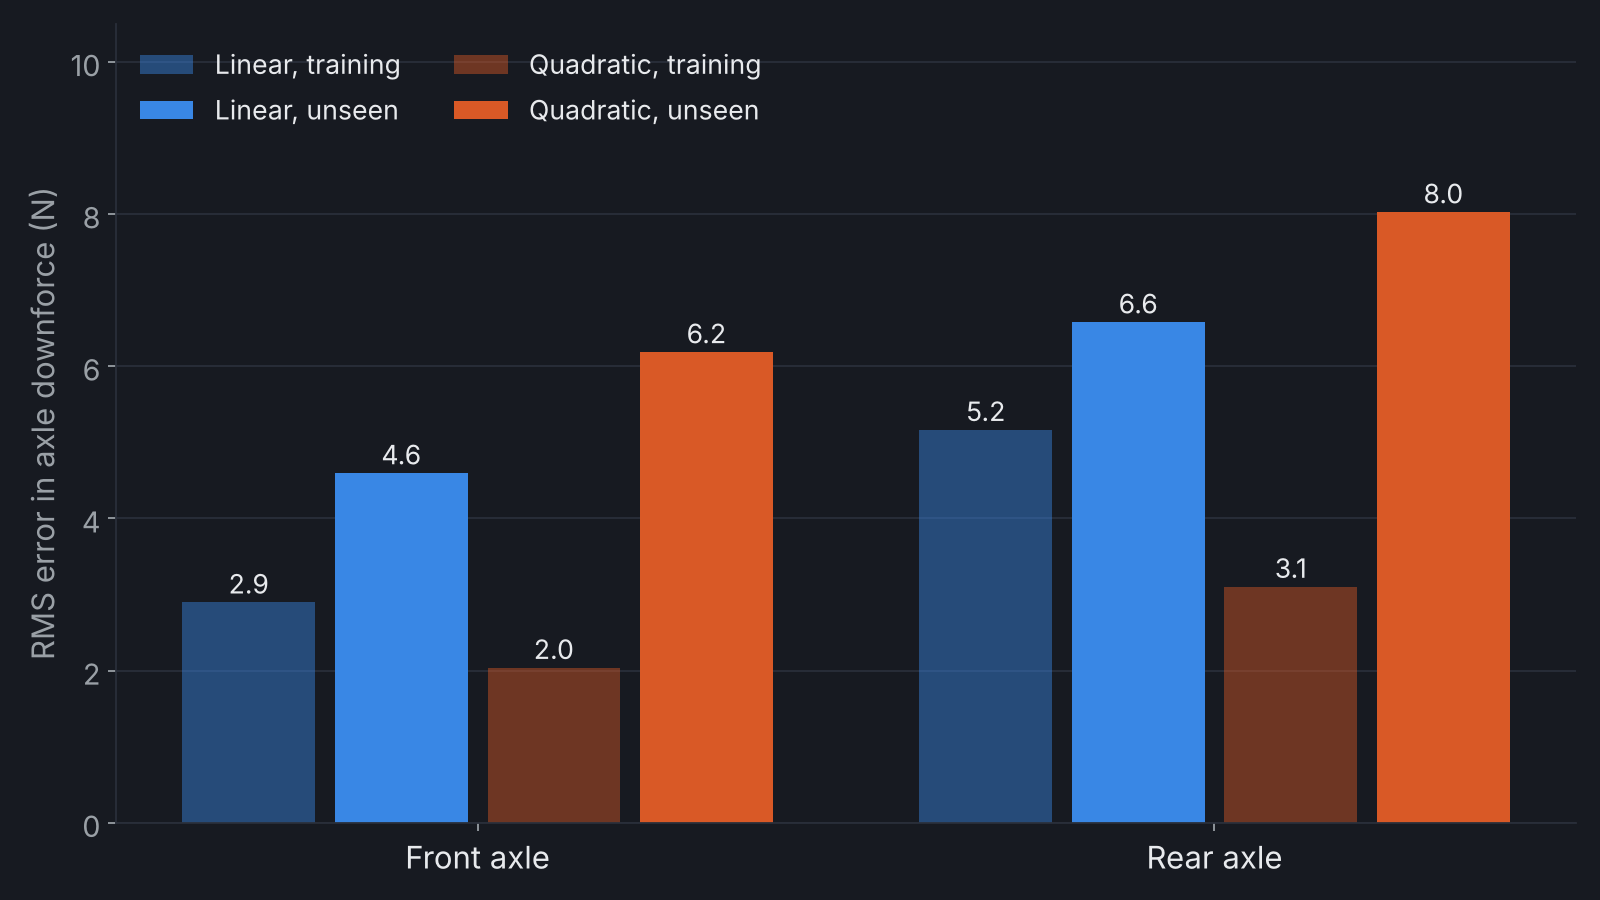 Linear, training
Quadratic, training
Linear, unseen
Quadratic, unseen
RMS error in axle downforce (N)
10
8
6
4
2
0
2.9
4.6
2.0
6.2
5.2
6.6
3.1
8.0
Front axle
Rear axle